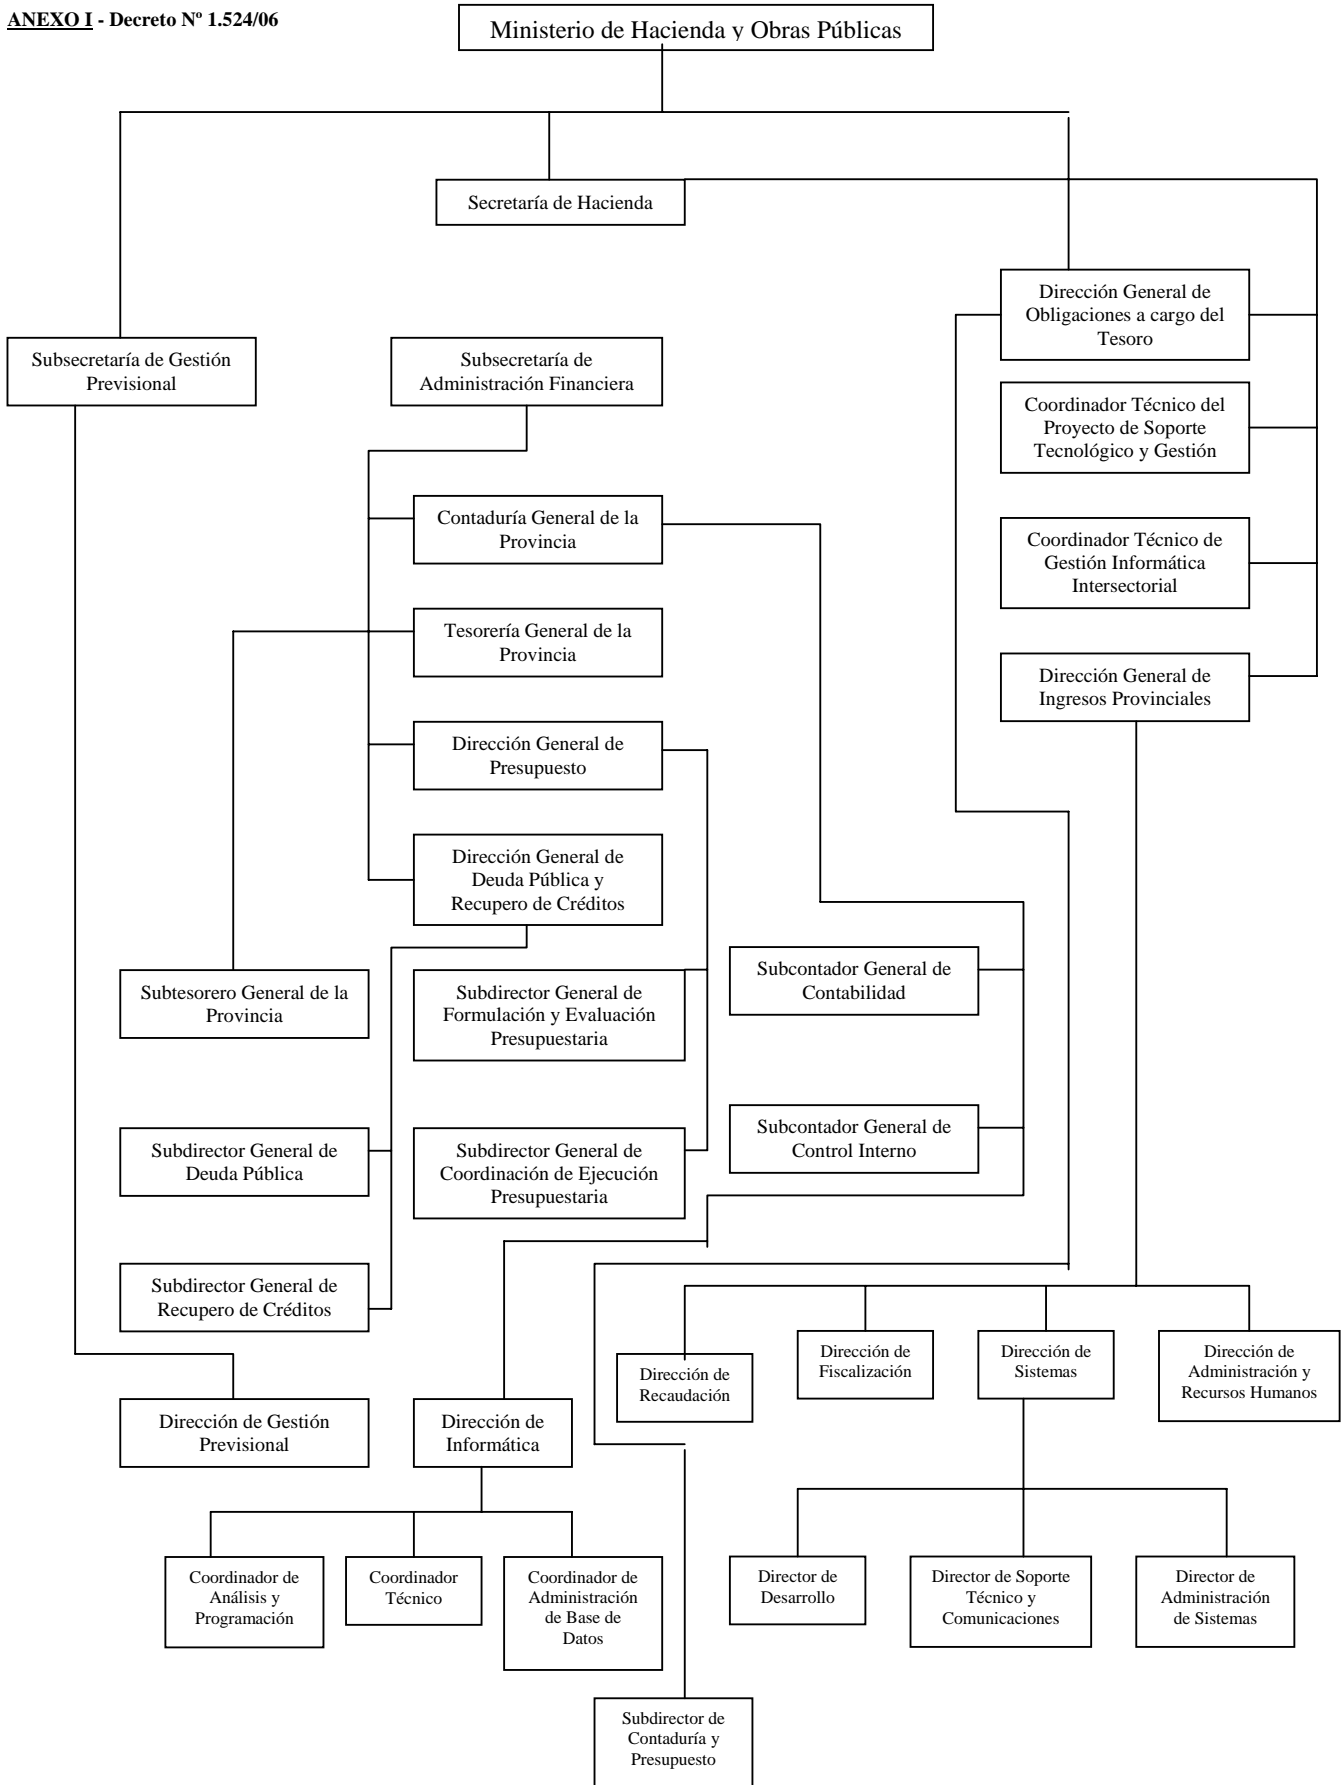 ANEXO I - Decreto Nº 1.524/06
Ministerio de Hacienda y Obras Públicas
Secretaría de Hacienda
Dirección General de
Obligaciones a cargo del
Tesoro
Subsecretaría de Gestión
Previsional
Subsecretaría de
Administración Financiera
Coordinador Técnico del
Proyecto de Soporte
Tecnológico y Gestión
Contaduría General de la
Provincia
Coordinador Técnico de
Gestión Informática
Intersectorial
Tesorería General de la
Provincia
Dirección General de
Ingresos Provinciales
Dirección General de
Presupuesto
Dirección General de
Deuda Pública y
Recupero de Créditos
Subtesorero General de la
Provincia
Subdirector General de
Formulación y Evaluación
Presupuestaria
Subcontador General de
Contabilidad
Subdirector General de
Deuda Pública
Subdirector General de
Coordinación de Ejecución
Presupuestaria
Subcontador General de
Control Interno
Subdirector General de
Recupero de Créditos
Dirección de
Recaudación
Dirección de
Fiscalización
Dirección de
Sistemas
Dirección de
Administración y
Recursos Humanos
Dirección de Gestión
Previsional
Dirección de
Informática
Coordinador de
Análisis y
Programación
Coordinador
Técnico
Coordinador de
Administración
de Base de
Datos
Director de
Desarrollo
Director de Soporte
Técnico y
Comunicaciones
Director de
Administración
de Sistemas
Subdirector de
Contaduría y
Presupuesto